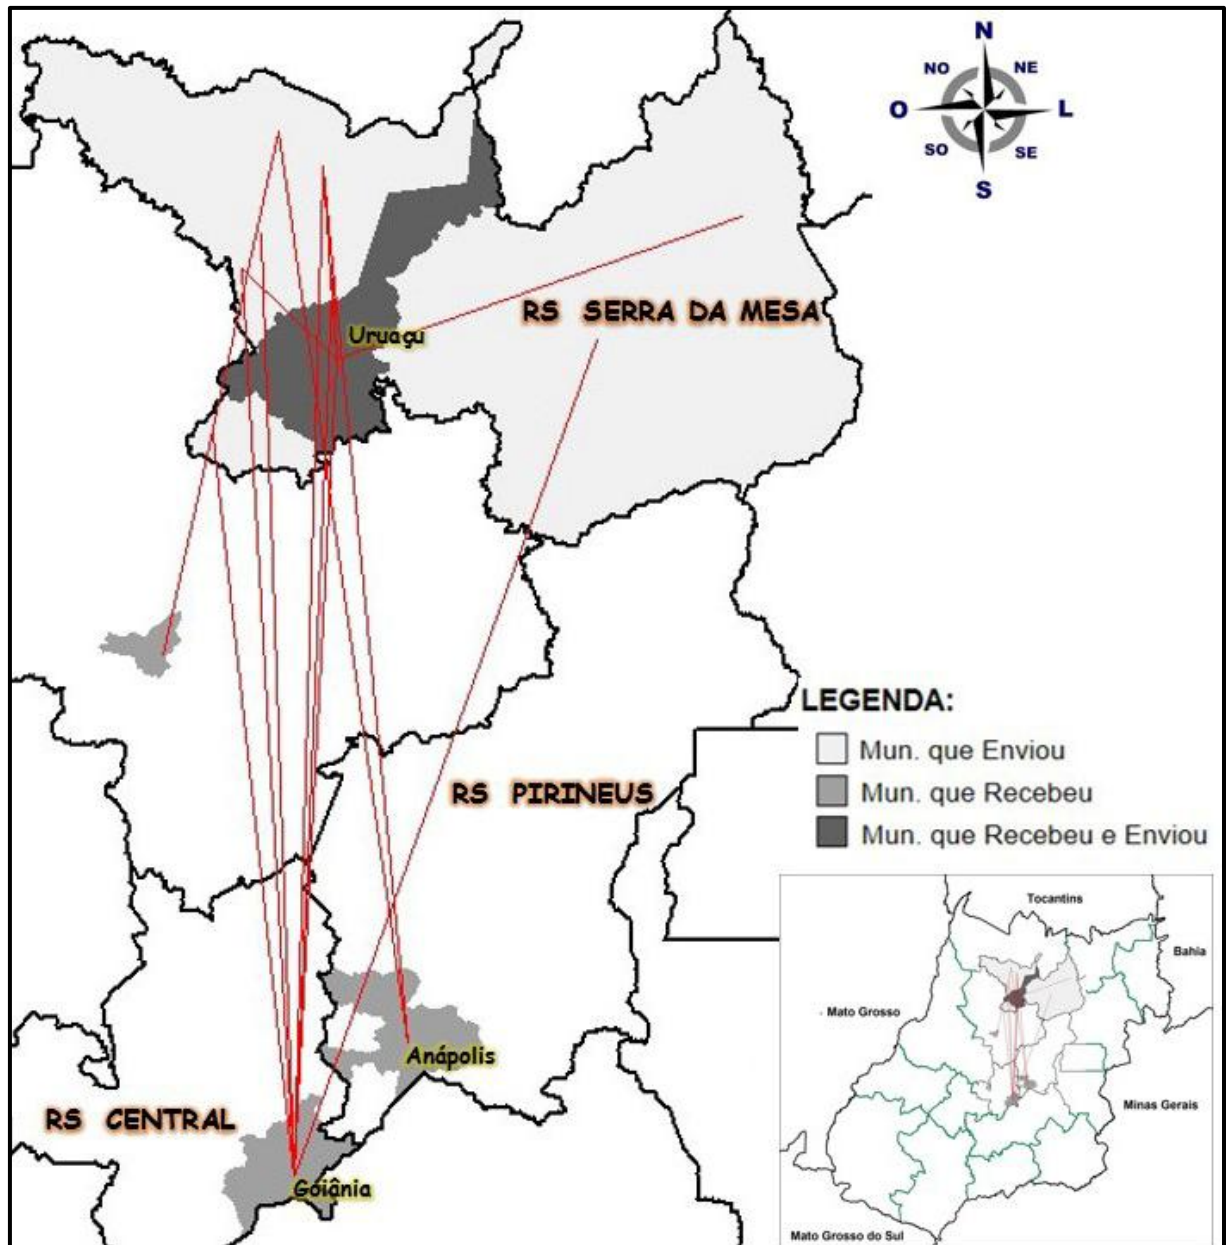 N
NO
NE
O
L
SO
SE
S
RS SERRA DA MESA
Uruaçu
LEGENDA:
Mun. que Enviou
RS PIRINEUS
Mun. que Recebeu
Mun. que Recebeu e Enviou
Tocantins
Bahia
Mato Grosso
Anápolis
Minas Gerais
RS CENTRAL
Goiânia
Mato Grosso do Sul